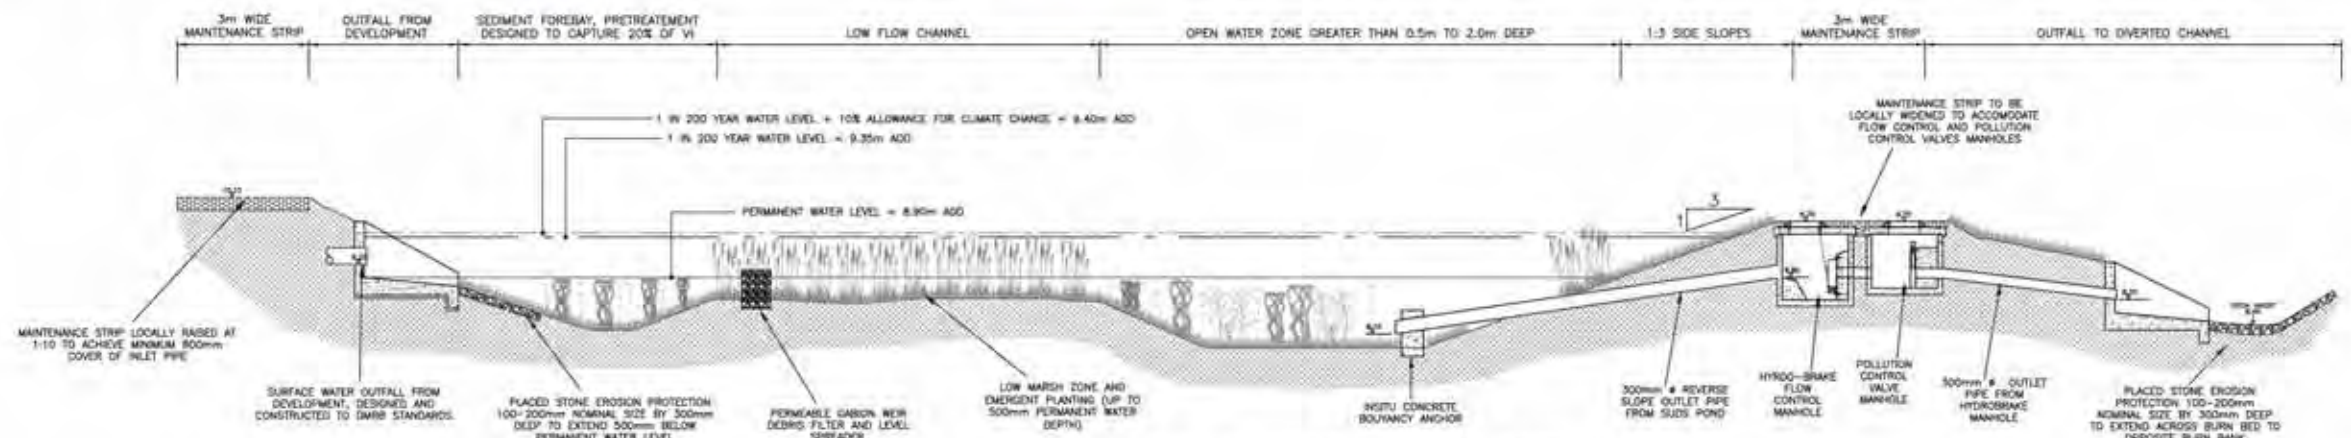 3m WIDE
MAINTENANCE STRIP
OUTFALL FROM
DEVELOPMENT
SEDIMENT FOREBAY, PRETREATEMENT
DESIGNED TO CAPTURE 20% OF Vt
LOW FLOW CHANNEL
OPEN WATER ZONE GREATER THAN 0.5m TO 2.0m DEEP
1:3 SIDE SLOPES
3m WIDE
MAINTENANCE STRIP
OUTFALL TO DIVERTED CHANNEL
1 IN 200 YEAR WATER LEVEL + 10% ALLOWANCE FOR CLIMATE CHANGE = 9.40m AOD
1 IN 200 YEAR WATER LEVEL = 9.35m AOD
PERMANENT WATER LEVEL = 8.90m AOD
MAINTENANCE STRIP TO BE
LOCALLY WIDENED TO ACCOMODATE
FLOW CONTROL AND POLLUTION
CONTROL VALVES MANHOLES
1
3
MAINTENANCE STRIP LOCALLY RAISED AT
1:10 TO ACHIEVE MINIMUM 800mm
COVER OF INLET PIPE
SURFACE WATER OUTFALL FROM
DEVELOPMENT, DESIGNED AND
CONSTRUCTED TO DMRB STANDARDS.
PLACED STONE EROSION PROTECTION
100-200mm NOMINAL SIZE BY 300mm
DEEP TO EXTEND 500mm BELOW
PERMANENT WATER LEVEL
PERMEABLE GABION WEIR
DEBRIS FILTER AND LEVEL
SPREADER
LOW MARSH ZONE AND
EMERGENT PLANTING (UP TO
500mm PERMANENT WATER
DEPTH)
INSITU CONCRETE
BOUYANCY ANCHOR
300mm ø REVERSE
SLOPE OUTLET PIPE
FROM SUDS POND
HYRDO-BRAKE
FLOW
CONTROL
MANHOLE
POLLUTION
CONTROL
VALVE
MANHOLE
300mm ø OUTLET
PIPE FROM
HYDROBRAKE
MANHOLE
PLACED STONE EROSION
PROTECTION 100-200mm
NOMINAL SIZE BY 300mm DEEP
TO EXTEND ACROSS BURN BED TO
OPPOSITE BURN BANK